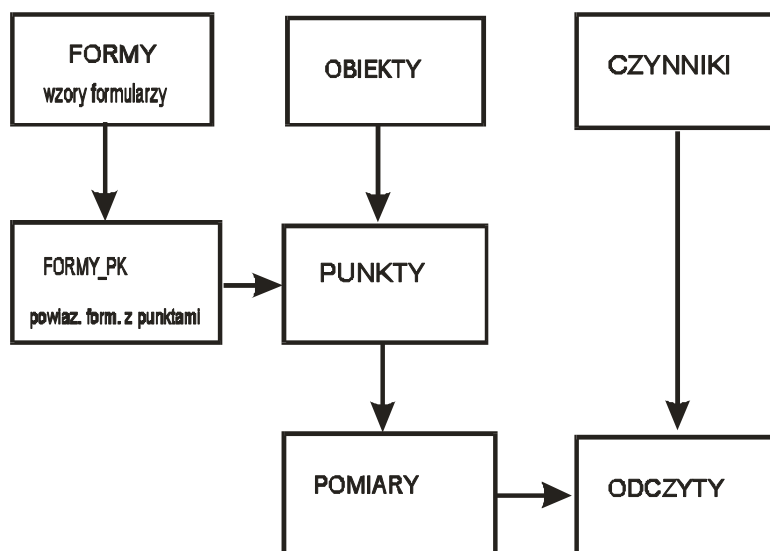 FORMY
wzory formularzy
OBIEKTY
CZYNNIKI
FORMY_PK
powiaz. form. z punktami
PUNKTY
POMIARY
ODCZYTY